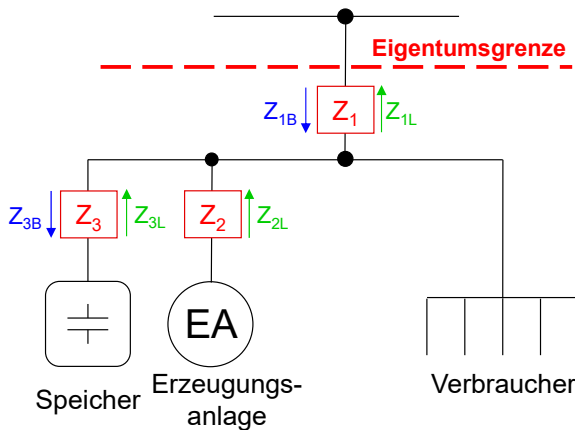 Eigentumsgrenze
Z1B
Z1
Z1L
Z3B
Z3
Z3L
Z2
Z2L
EA
Speicher
Erzeugungs-
anlage
Verbraucher